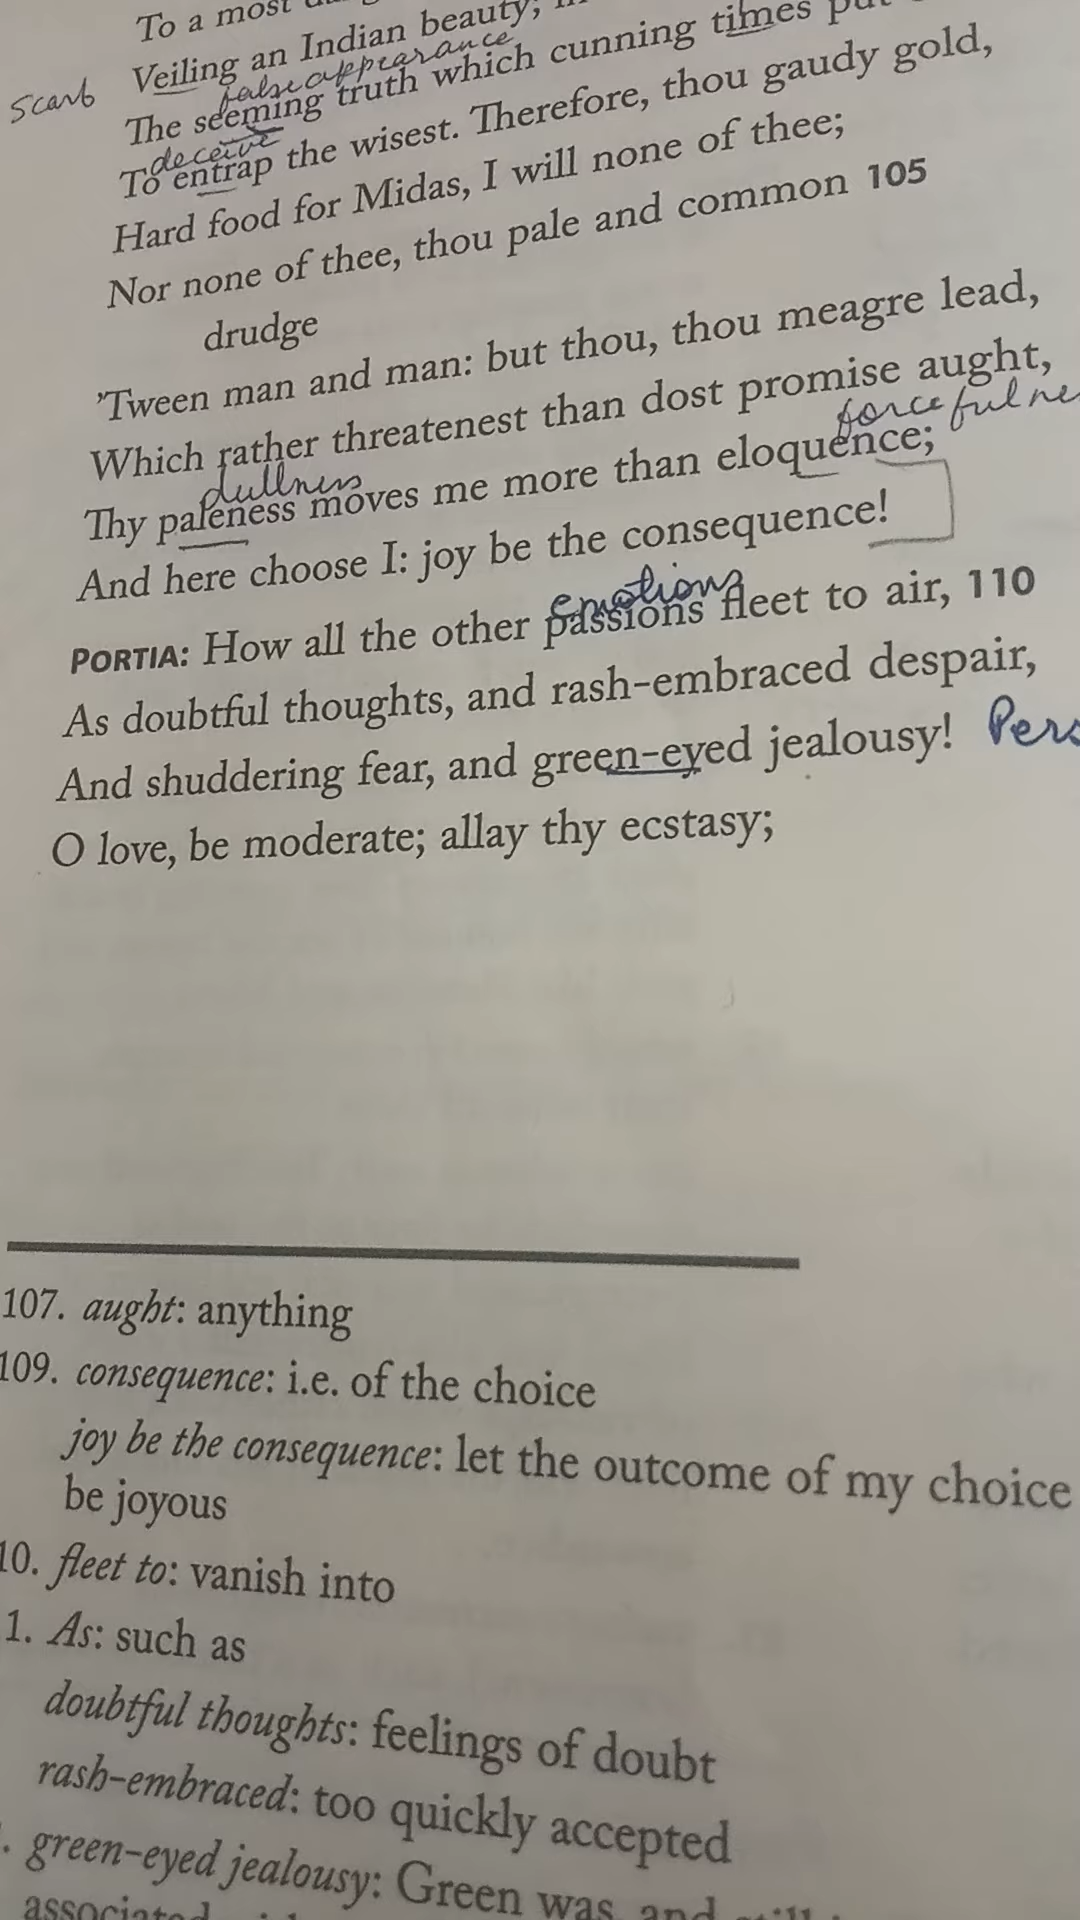 To a most
Veiling an Indian beauty;
false appearance
Scarf
The seeming truth which cunning times put
deceive
To entrap the wisest. Therefore, thou gaudy gold,
Hard food for Midas, I will none of thee;
Nor none of thee, thou pale and common 105
drudge
'Tween man and man: but thou, thou meagre lead,
Which rather threatenest than dost promise aught,
forcefulne
dullness
Thy paleness moves me more than eloquence;
And here choose I: joy be the consequence!
emotions
PORTIA: How all the other passions fleet to air, 110
As doubtful thoughts, and rash-embraced despair,
And shuddering fear, and green-eyed jealousy! Pers
O love, be moderate; allay thy ecstasy;
107. aught: anything
109. consequence: i.e. of the choice
joy be the consequence: let the outcome of my choice
be joyous
10. fleet to: vanish into
1. As: such as
doubtful thoughts: feelings of doubt
rash-embraced: too quickly accepted
. green-eyed jealousy: Green was and still
associated